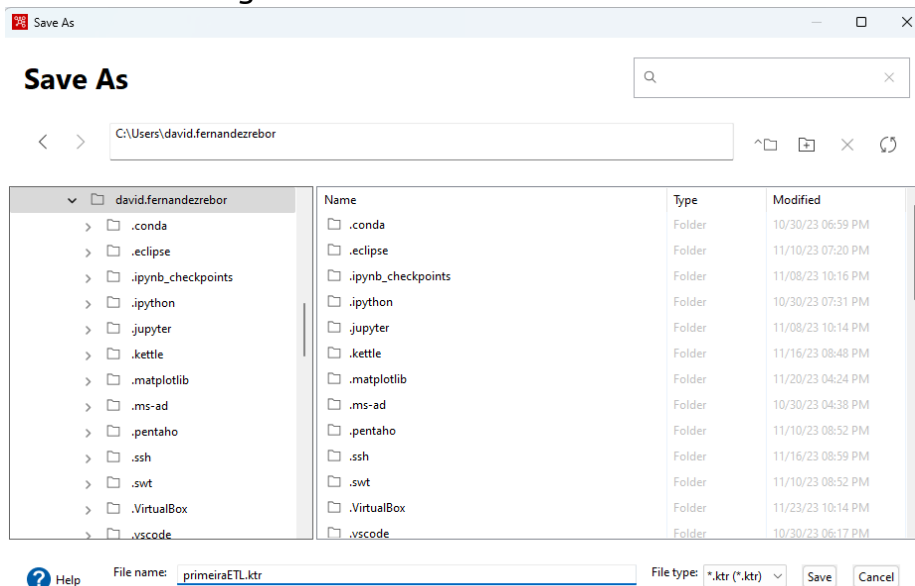 Save As
Save As
C:\Users\david.fernandezrebor
david.fernandezrebor
.conda
.eclipse
.ipynb_checkpoints
.ipython
.jupyter
.kettle
.matplotlib
.ms-ad
.pentaho
.ssh
.swt
.VirtualBox
.vscode
Name Type Modified
.conda Folder 10/30/23 06:59 PM
.eclipse Folder 11/10/23 07:20 PM
.ipynb_checkpoints Folder 11/08/23 10:16 PM
.ipython Folder 10/30/23 07:31 PM
.jupyter Folder 11/08/23 10:14 PM
.kettle Folder 11/16/23 08:48 PM
.matplotlib Folder 11/20/23 04:24 PM
.ms-ad Folder 10/30/23 04:38 PM
.pentaho Folder 11/10/23 08:52 PM
.ssh Folder 11/16/23 08:59 PM
.swt Folder 11/10/23 08:52 PM
.VirtualBox Folder 11/23/23 10:14 PM
.vscode Folder 10/30/23 06:17 PM
? Help File name: primeiraETL.ktr File type: *.ktr (*.ktr) Save Cancel